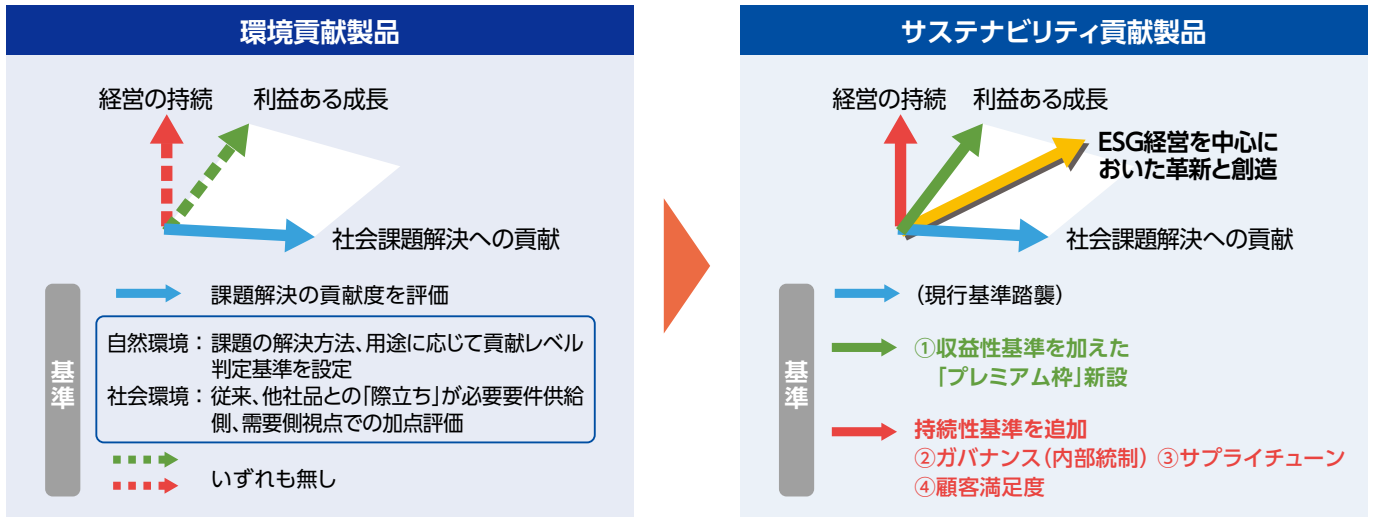 環境貢献製品
経営の持続
利益ある成長
社会課題解決への貢献
基準
課題解決の貢献度を評価
自然環境：課題の解決方法、用途に応じて貢献レベル
判定基準を設定
社会環境：従来、他社品との「際立ち」が必要要件供給
側、需要側視点での加点評価
いずれも無し
サステナビリティ貢献製品
経営の持続
利益ある成長
ESG経営を中心に
おいた革新と創造
社会課題解決への貢献
基準
（現行基準踏襲）
①収益性基準を加えた
「プレミアム枠」新設
持続性基準を追加
②ガバナンス（内部統制） ③サプライチューン
④顧客満足度